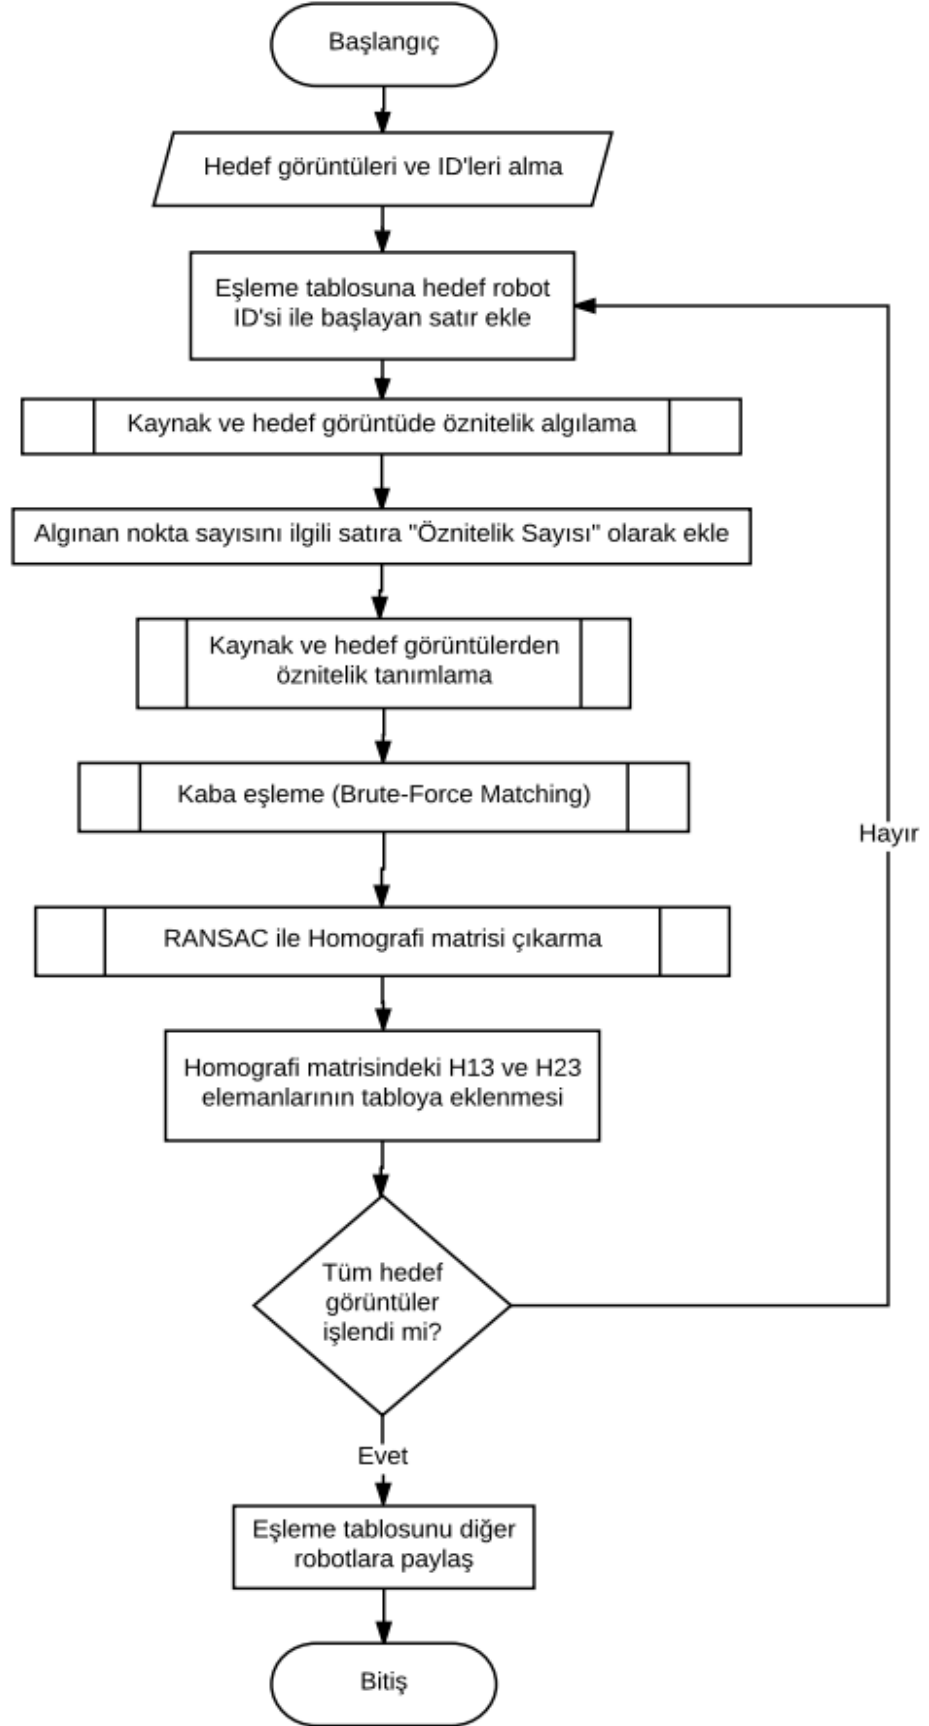 Başlangıç
Hedef görüntüleri ve ID'leri alma
Eşleme tablosuna hedef robot
ID'si ile başlayan satır ekle
Kaynak ve hedef görüntüde öznitelik algılama
Algınan nokta sayısını ilgili satıra "Öznitelik Sayısı" olarak ekle
Kaynak ve hedef görüntülerden
öznitelik tanımlama
Kaba eşleme (Brute-Force Matching)
Hayır
RANSAC ile Homografi matrisi çıkarma
Homografi matrisindeki H13 ve H23
elemanlarının tabloya eklenmesi
Tüm hedef
görüntüler
işlendi mi?
Evet
Eşleme tablosunu diğer
robotlara paylaş
Bitiş